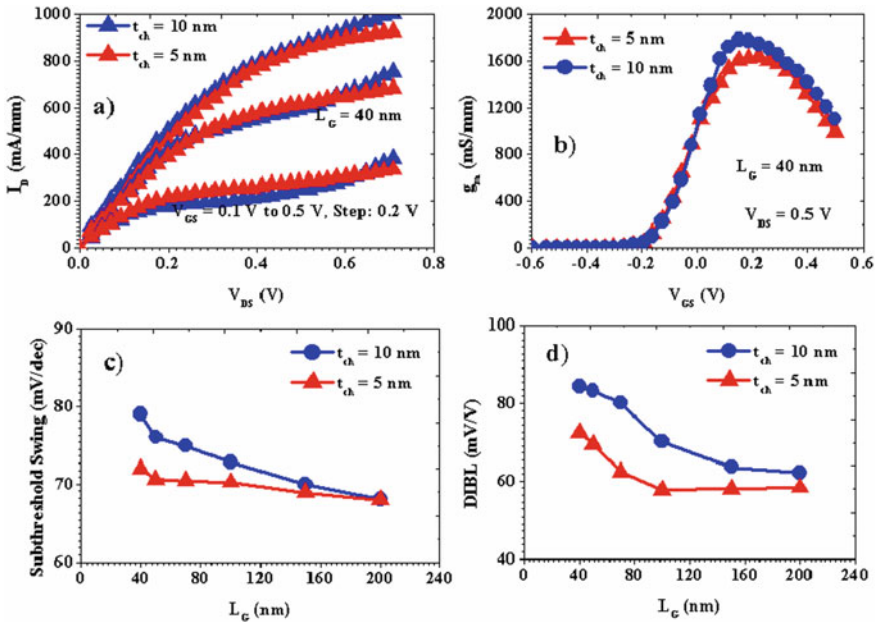 1000
800
600
400
200
0
0.0 0.2 0.4 0.6 0.8
I_D (mA/mm)
V_DS (V)
t_ch = 10 nm
t_ch = 5 nm
a)
L_G = 40 nm
V_GS = 0.1 V to 0.5 V, Step: 0.2 V
2000
1600
1200
800
400
0
-0.6 -0.4 -0.2 0.0 0.2 0.4 0.6
g_m (mS/mm)
V_GS (V)
t_ch = 5 nm
t_ch = 10 nm
b)
L_G = 40 nm
V_DS = 0.5 V
90
80
70
60
0 40 80 120 160 200 240
Subthreshold Swing (mV/dec)
L_G (nm)
c)
t_ch = 10 nm
t_ch = 5 nm
100
80
60
40
0 40 80 120 160 200 240
DIBL (mV/V)
L_G (nm)
d)
t_ch = 10 nm
t_ch = 5 nm